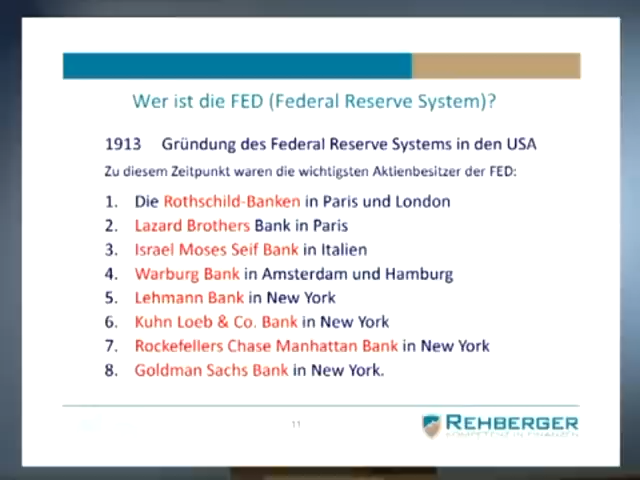 Wer ist die FED (Federal Reserve System)?
1913 Gründung des Federal Reserve Systems in den USA
Zu diesem Zeitpunkt waren die wichtigsten Aktienbesitzer der FED:
1. Die Rothschild-Banken in Paris und London
2. Lazard Brothers Bank in Paris
3. Israel Moses Seif Bank in Italien
4. Warburg Bank in Amsterdam und Hamburg
5. Lehmann Bank in New York
6. Kuhn Loeb & Co. Bank in New York
7. Rockefellers Chase Manhattan Bank in New York
8. Goldman Sachs Bank in New York.
11
REHBERGER
KOMPETENZ IN FINANZEN